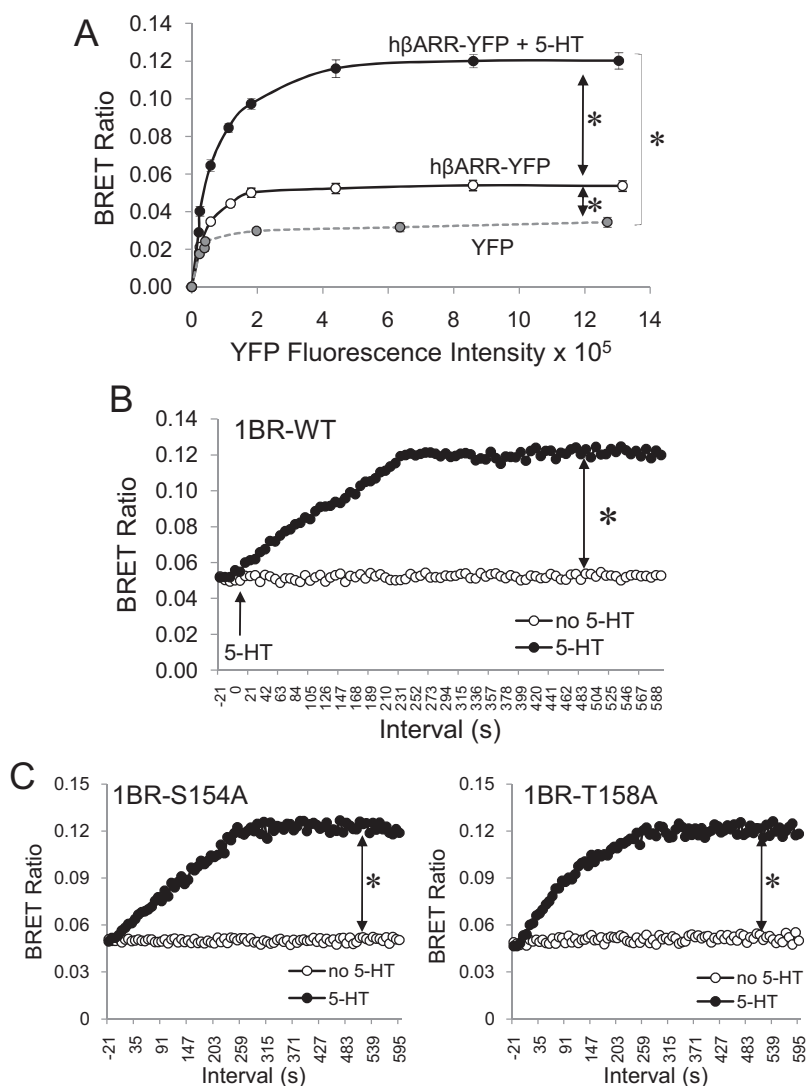 A
BRET Ratio
0.14
0.12
0.10
0.08
0.06
0.04
0.02
0.00
hβARR-YFP + 5-HT
*
*
hβARR-YFP
*
YFP
0 2 4 6 8 10 12 14
YFP Fluorescence Intensity x 10⁵
B
BRET Ratio
0.14
0.12
0.10
0.08
0.06
0.04
0.02
0.00
1BR-WT
*
5-HT
no 5-HT
5-HT
-21 0 21 42 63 84 105 126 147 168 189 210 231 252 273 294 315 336 357 378 399 420 441 462 483 504 525 546 567 588
Interval (s)
C
BRET Ratio
0.15
0.12
0.09
0.06
0.03
0
1BR-S154A
*
no 5-HT
5-HT
-21 35 91 147 203 259 315 371 427 483 539 595
Interval (s)
BRET Ratio
0.15
0.12
0.09
0.06
0.03
0
1BR-T158A
*
no 5-HT
5-HT
-21 35 91 147 203 259 315 371 427 483 539 595
Interval (s)